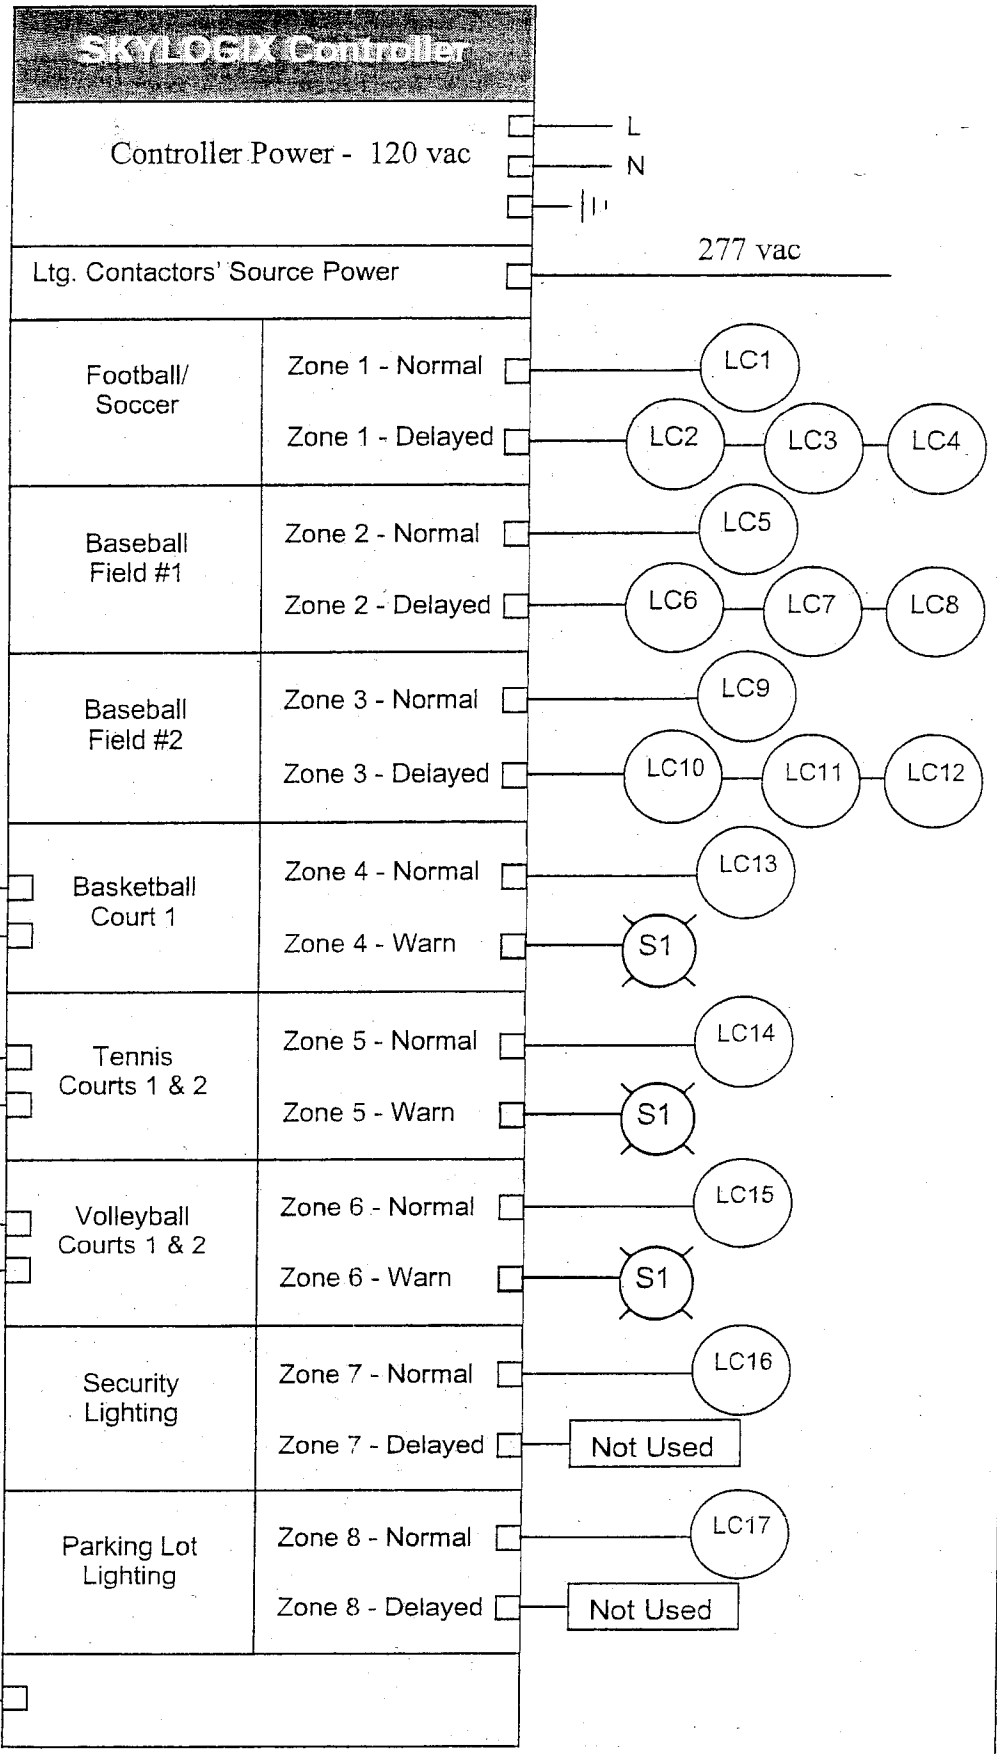 SKYLOGIX Controller
Controller Power - 120 vac
L
N
Ltg. Contactors' Source Power
277 vac
Football/
Soccer
Zone 1 - Normal
LC1
Zone 1 - Delayed
LC2
LC3
LC4
Baseball
Field #1
Zone 2 - Normal
LC5
Zone 2 - Delayed
LC6
LC7
LC8
Baseball
Field #2
Zone 3 - Normal
LC9
Zone 3 - Delayed
LC10
LC11
LC12
Basketball
Court 1
Zone 4 - Normal
LC13
Zone 4 - Warn
S1
Tennis
Courts 1 & 2
Zone 5 - Normal
LC14
Zone 5 - Warn
S1
Volleyball
Courts 1 & 2
Zone 6 - Normal
LC15
Zone 6 - Warn
S1
Security
Lighting
Zone 7 - Normal
LC16
Zone 7 - Delayed
Not Used
Parking Lot
Lighting
Zone 8 - Normal
LC17
Zone 8 - Delayed
Not Used